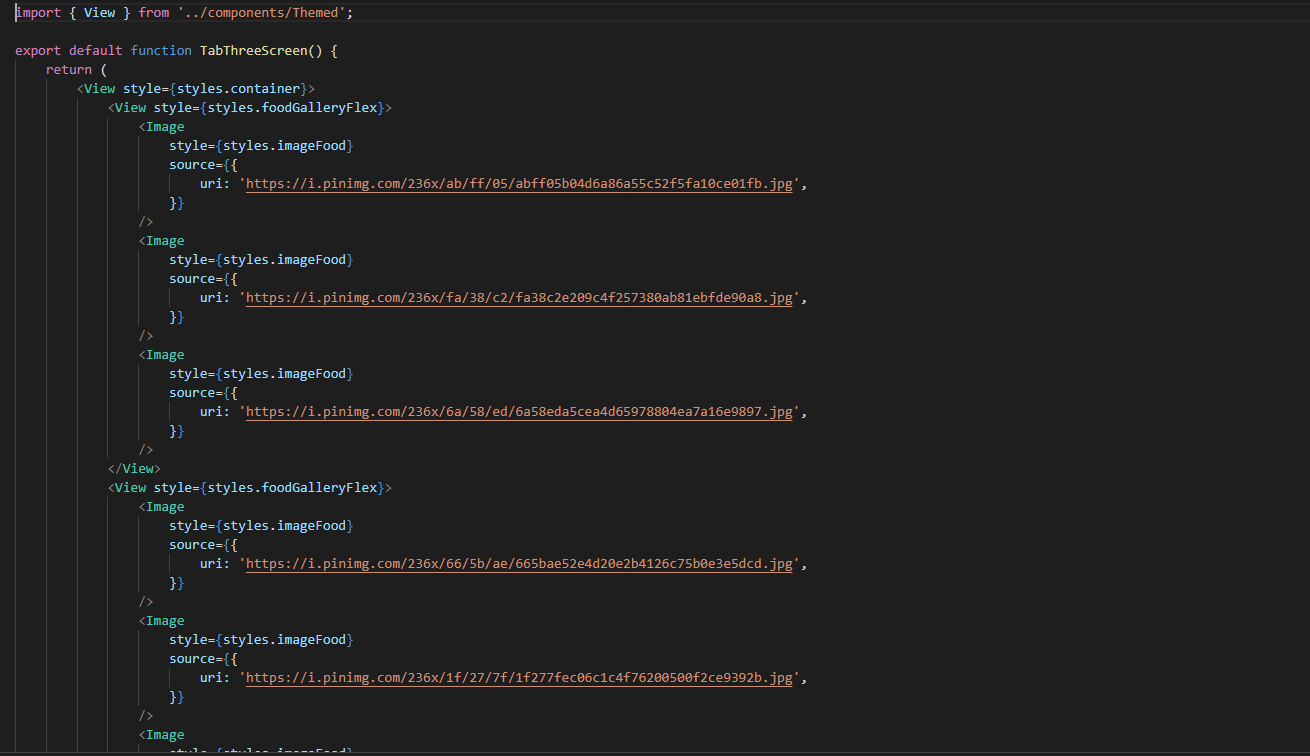 import { View } from '../components/Themed';
export default function TabThreeScreen() {
return (
<View style={styles.container}>
<View style={styles.foodGalleryFlex}>
<Image
style={styles.imageFood}
source={{
uri: 'https://i.pinimg.com/236x/ab/ff/05/abff05b04d6a86a55c52f5fa10ce01fb.jpg',
}}
/>
<Image
style={styles.imageFood}
source={{
uri: 'https://i.pinimg.com/236x/fa/38/c2/fa38c2e209c4f257380ab81ebfde90a8.jpg',
}}
/>
<Image
style={styles.imageFood}
source={{
uri: 'https://i.pinimg.com/236x/6a/58/ed/6a58eda5cea4d65978804ea7a16e9897.jpg',
}}
/>
</View>
<View style={styles.foodGalleryFlex}>
<Image
style={styles.imageFood}
source={{
uri: 'https://i.pinimg.com/236x/66/5b/ae/665bae52e4d20e2b4126c75b0e3e5dcd.jpg',
}}
/>
<Image
style={styles.imageFood}
source={{
uri: 'https://i.pinimg.com/236x/1f/27/7f/1f277fec06c1c4f76200500f2ce9392b.jpg',
}}
/>
<Image